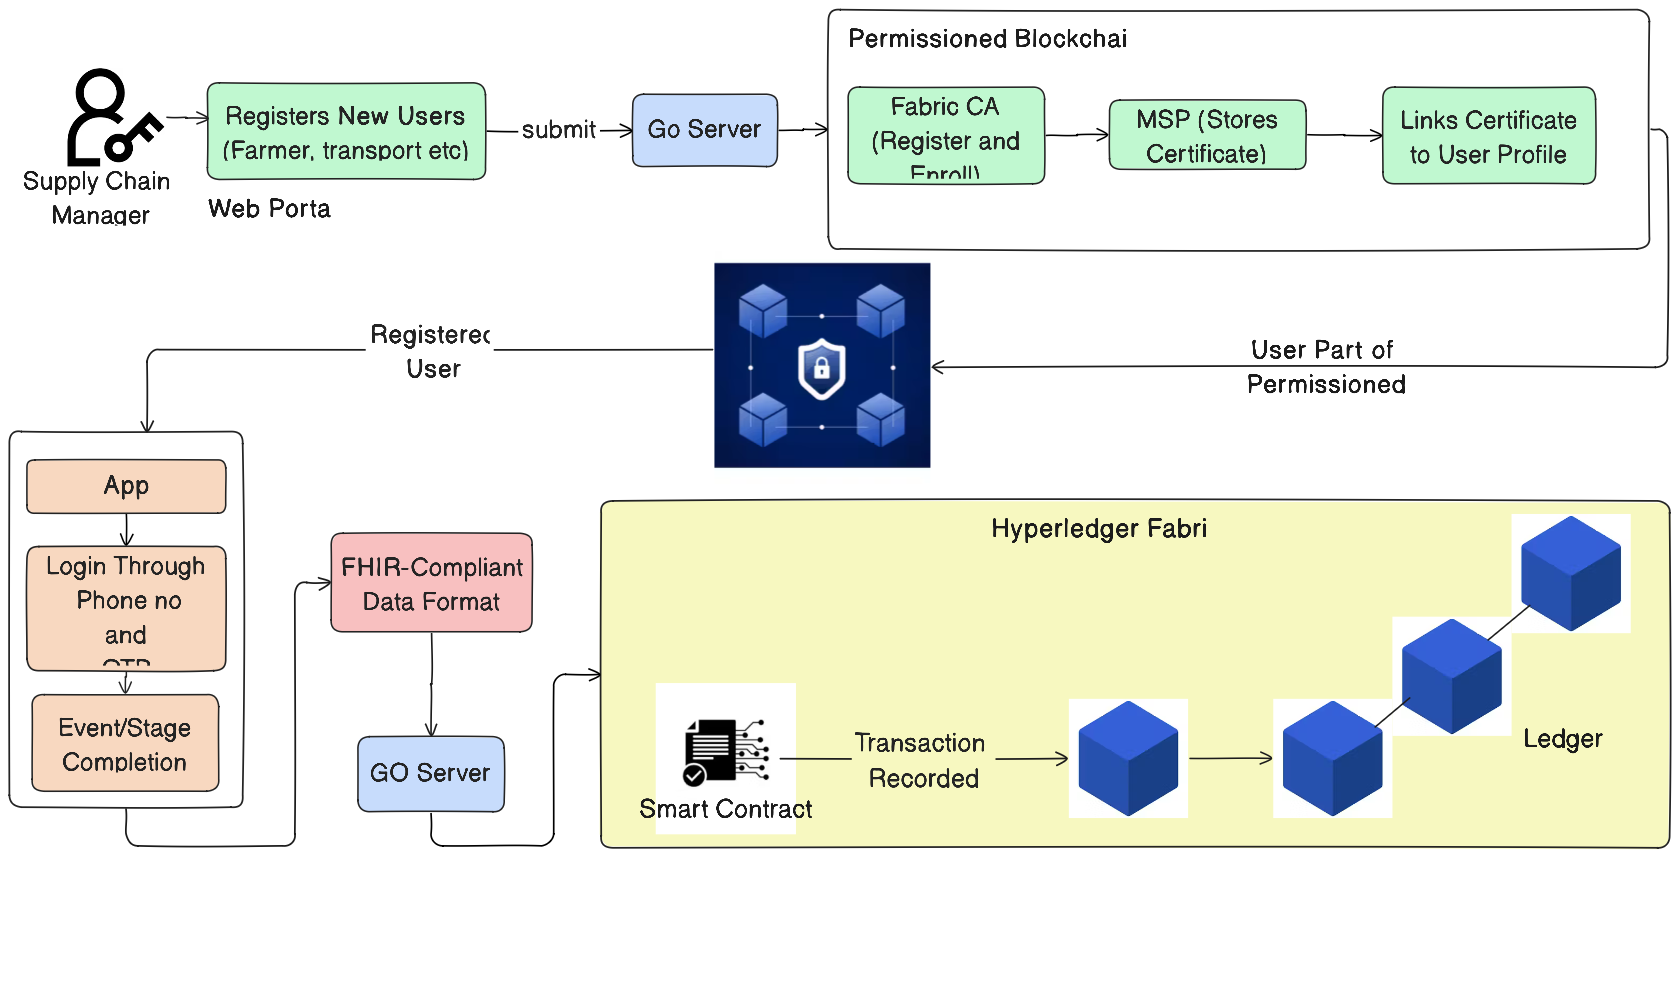 Permissioned Blockchai
Supply Chain
Manager
Registers New Users
(Farmer, transport etc)
Web Porta
submit
Go Server
Fabric CA
(Register and
Enroll)
MSP (Stores
Certificate)
Links Certificate
to User Profile
User Part of
Permissioned
Registered
User
App
Login Through
Phone no
and
OTP
Event/Stage
Completion
FHIR-Compliant
Data Format
GO Server
Hyperledger Fabri
Smart Contract
Transaction
Recorded
Ledger